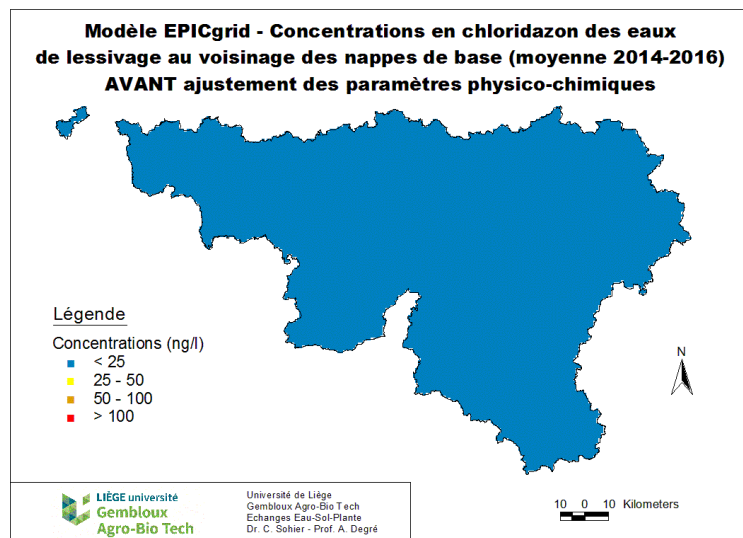 Modèle EPICgrid - Concentrations en chloridazon des eaux
de lessivage au voisinage des nappes de base (moyenne 2014-2016)
AVANT ajustement des paramètres physico-chimiques
Légende
Concentrations (ng/l)
< 25
25 - 50
50 - 100
> 100
N
LIÈGE université
Gembloux
Agro-Bio Tech
Université de Liège
Gembloux Agro-Bio Tech
Echanges Eau-Sol-Plante
Dr. C. Sohier - Prof. A. Degré
10 0 10 Kilometers